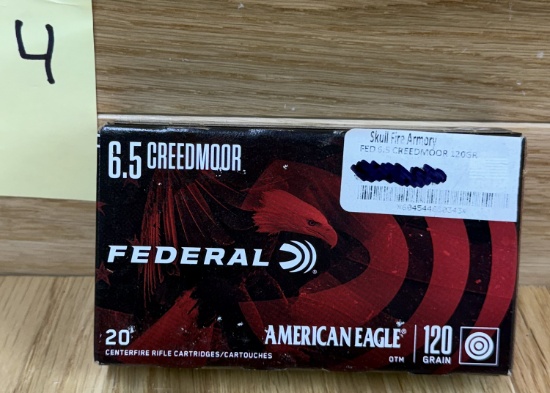 4
Skull Fire Armory
FED 6.5 CREEDMOOR 120GR
6.5 CREEDMOOR
FEDERAL
20
CENTERFIRE RIFLE CARTRIDGES/CARTOUCHES
AMERICAN EAGLE®
OTM
120
GRAIN